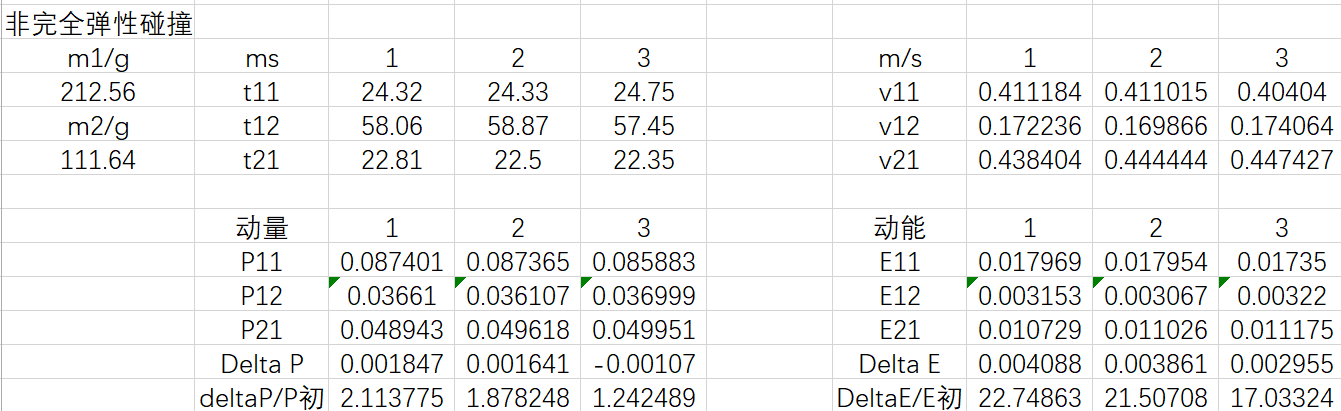 非完全弹性碰撞
m1/g ms 1 2 3 m/s 1 2 3
212.56 t11 24.32 24.33 24.75 v11 0.411184 0.411015 0.40404
m2/g t12 58.06 58.87 57.45 v12 0.172236 0.169866 0.174064
111.64 t21 22.81 22.5 22.35 v21 0.438404 0.444444 0.447427
动量 1 2 3 动能 1 2 3
P11 0.087401 0.087365 0.085883 E11 0.017969 0.017954 0.01735
P12 0.03661 0.036107 0.036999 E12 0.003153 0.003067 0.00322
P21 0.048943 0.049618 0.049951 E21 0.010729 0.011026 0.011175
Delta P 0.001847 0.001641 -0.00107 Delta E 0.004088 0.003861 0.002955
deltaP/P初 2.113775 1.878248 1.242489 DeltaE/E初 22.74863 21.50708 17.03324